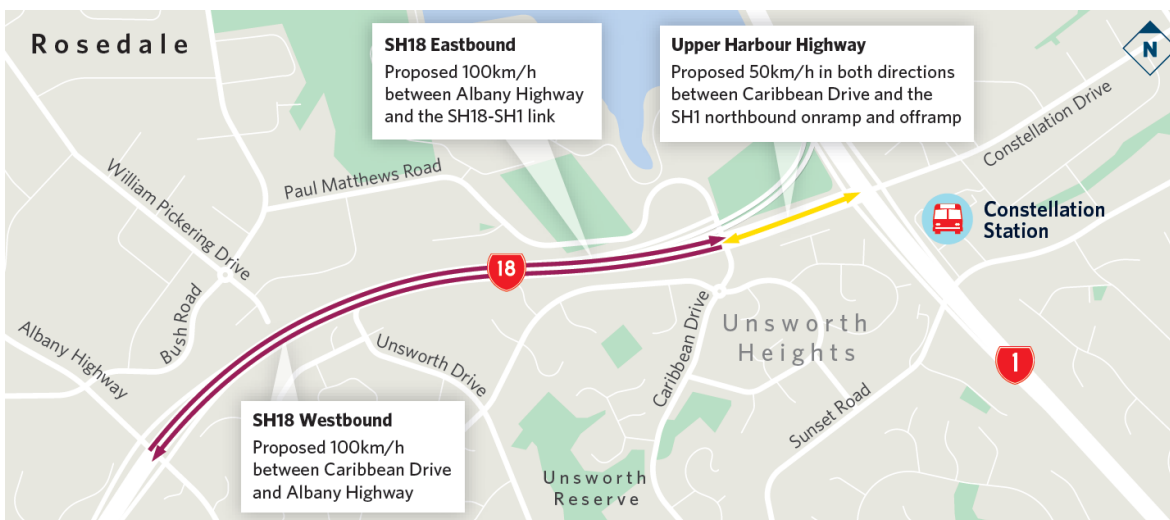 Rosedale
SH18 Eastbound
Proposed 100km/h
between Albany Highway
and the SH18-SH1 link
Upper Harbour Highway
Proposed 50km/h in both directions
between Caribbean Drive and the
SH1 northbound onramp and offramp
N
Constellation Drive
William Pickering Drive
Paul Matthews Road
Constellation
Station
18
Bush Road
Albany Highway
Unsworth Drive
Caribbean Drive
Unsworth
Heights
1
Sunset Road
SH18 Westbound
Proposed 100km/h
between Caribbean Drive
and Albany Highway
Unsworth
Reserve